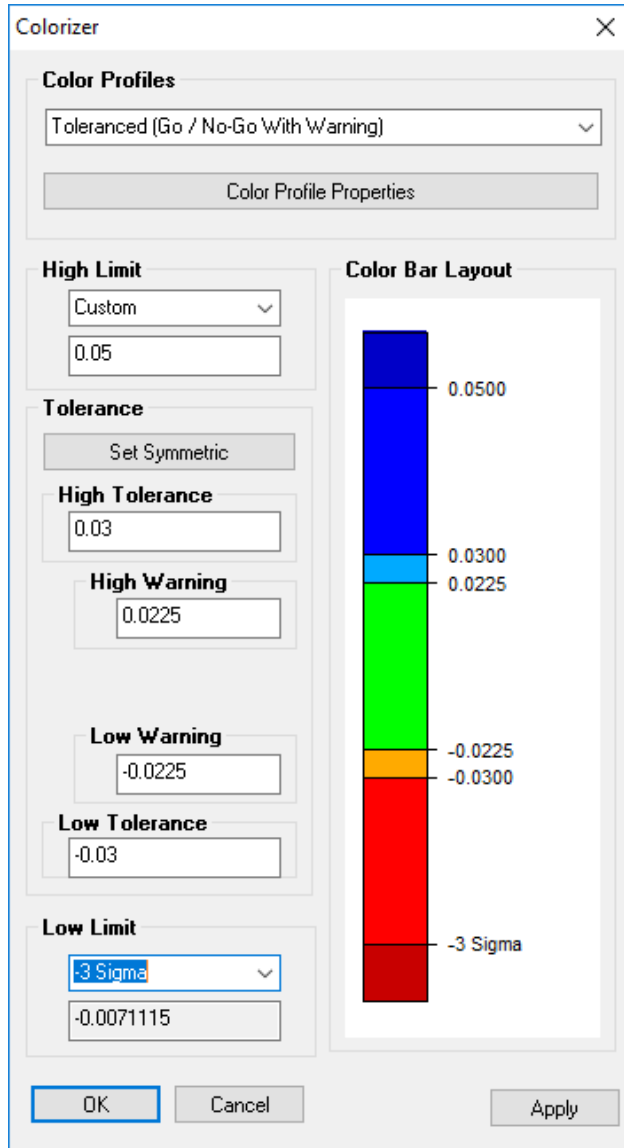 Colorizer
Color Profiles
Toleranced (Go / No-Go With Warning)
Color Profile Properties
High Limit
Custom
0.05
Tolerance
Set Symmetric
High Tolerance
0.03
High Warning
0.0225
Low Warning
-0.0225
Low Tolerance
-0.03
Low Limit
-3 Sigma
-0.0071115
Color Bar Layout
0.0500
0.0300
0.0225
-0.0225
-0.0300
-3 Sigma
OK
Cancel
Apply